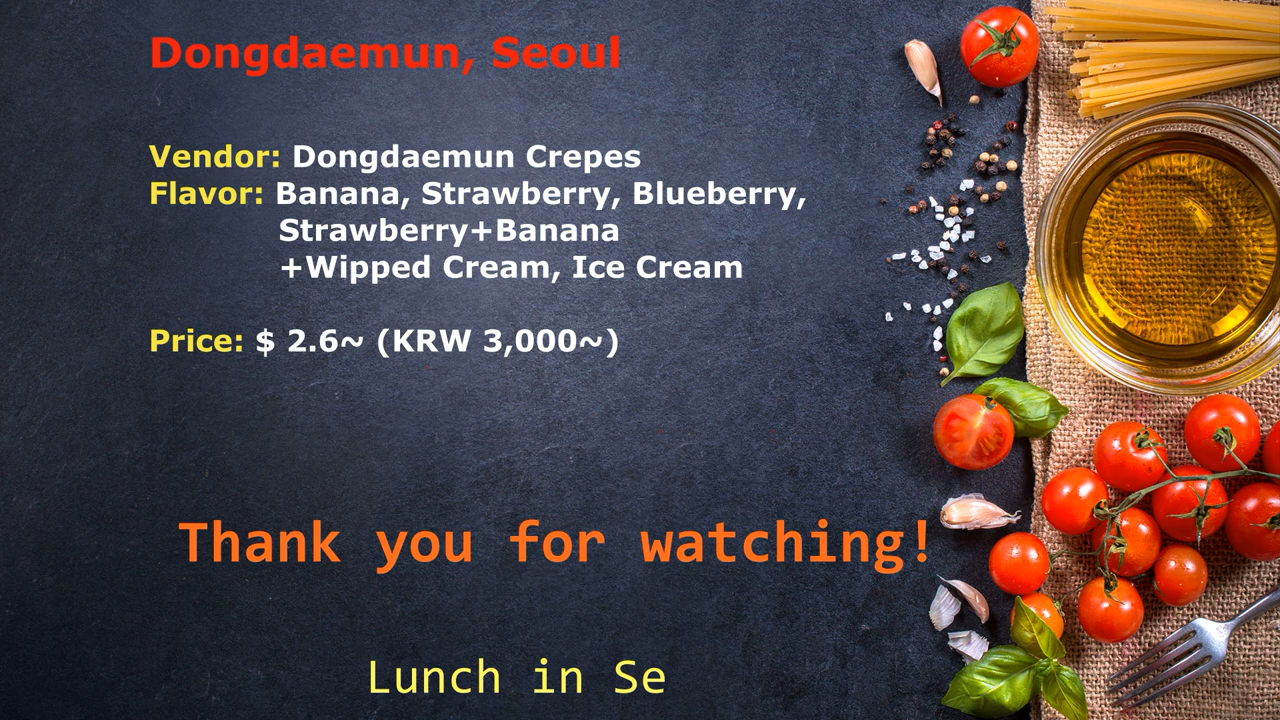 Dongdaemun, Seoul
Vendor: Dongdaemun Crepes
Flavor: Banana, Strawberry, Blueberry,
Strawberry+Banana
+Wipped Cream, Ice Cream
Price: $ 2.6~ (KRW 3,000~)
Thank you for watching!
Lunch in Se